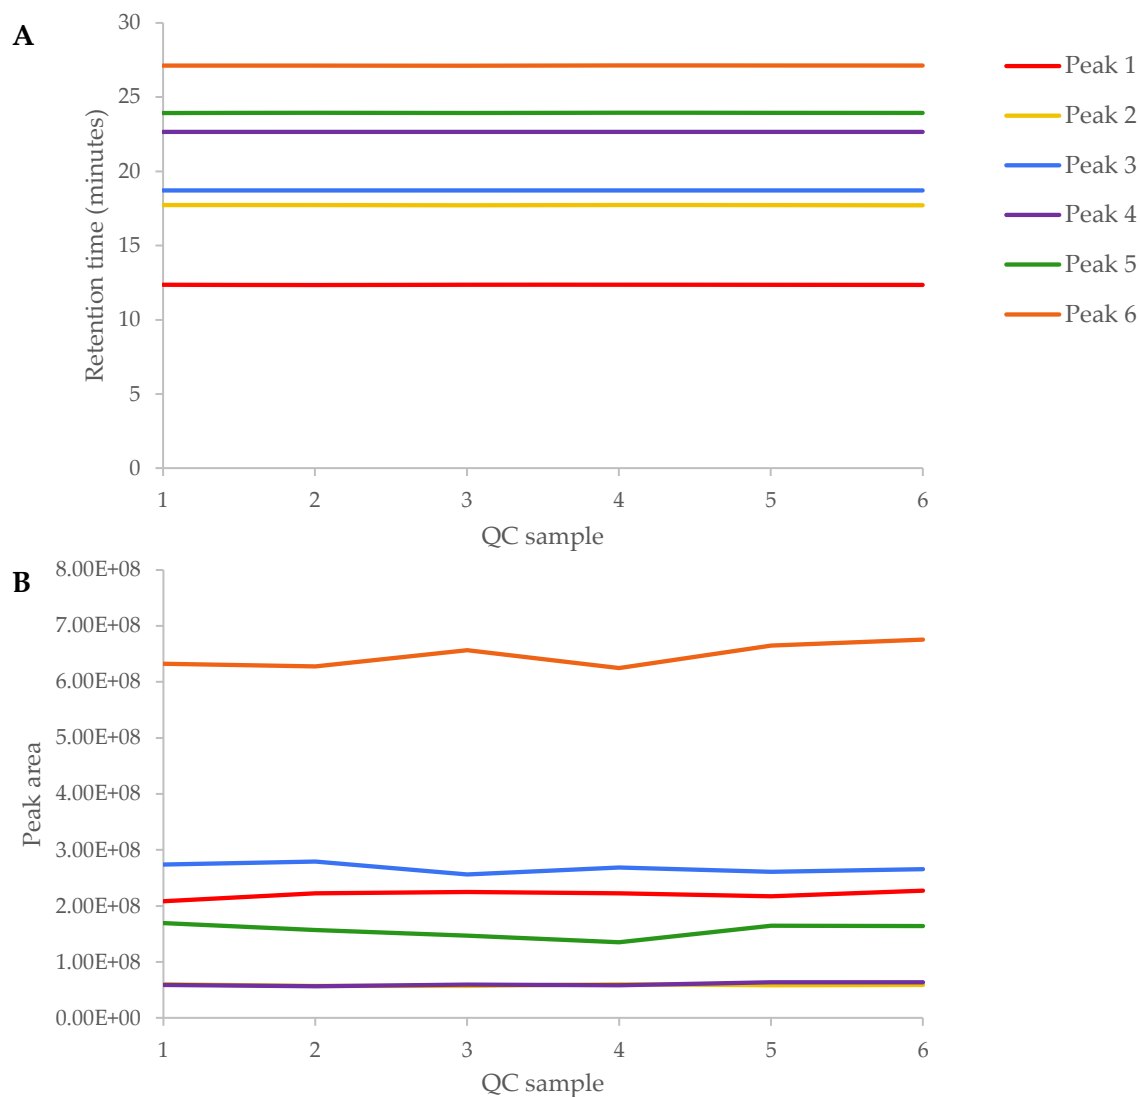 A
30
25
20
15
10
5
0
Retention time (minutes)
1 2 3 4 5 6
QC sample
Peak 1
Peak 2
Peak 3
Peak 4
Peak 5
Peak 6
B
8.00E+08
7.00E+08
6.00E+08
5.00E+08
4.00E+08
3.00E+08
2.00E+08
1.00E+08
0.00E+00
Peak area
1 2 3 4 5 6
QC sample